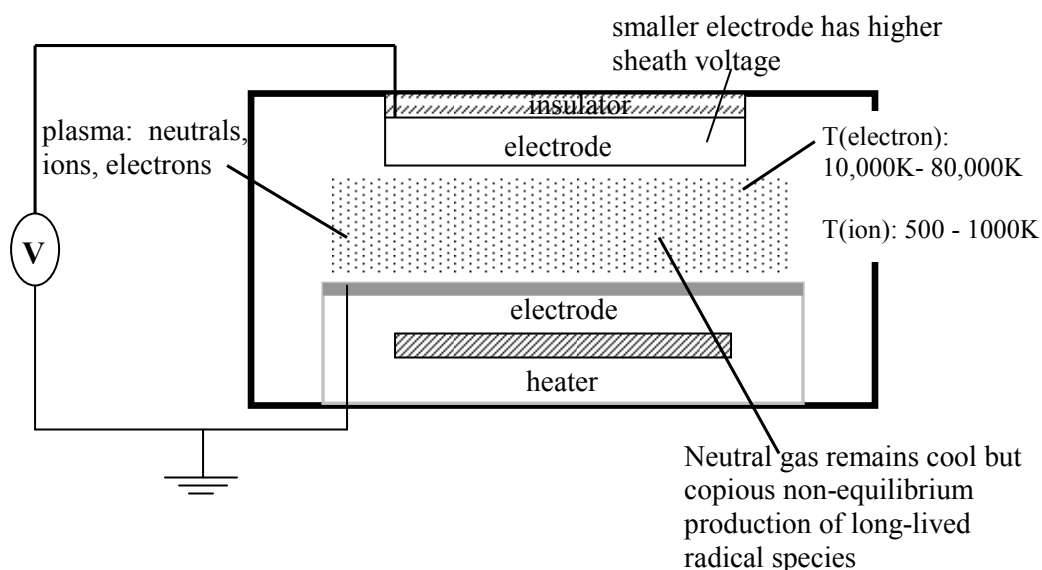 smaller electrode has higher
sheath voltage
insulator
plasma:  neutrals,
ions, electrons
electrode
T(electron):
10,000K- 80,000K
T(ion): 500 - 1000K
V
electrode
heater
Neutral gas remains cool but
copious non-equilibrium
production of long-lived
radical species